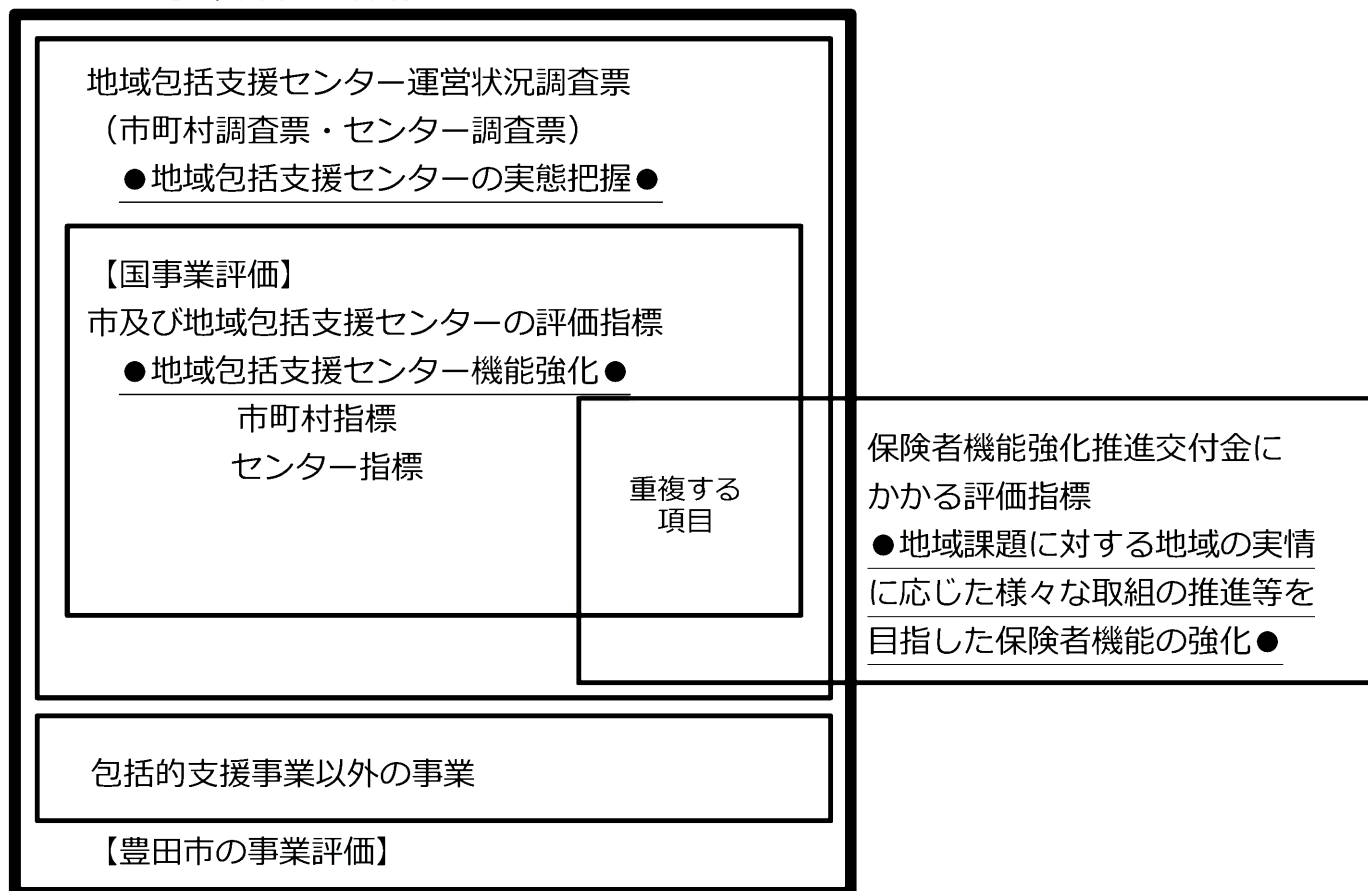 地域包括支援センター運営状況調査票
（市町村調査票・センター調査票）
●地域包括支援センターの実態把握●
【国事業評価】
市及び地域包括支援センターの評価指標
●地域包括支援センター機能強化●
市町村指標
センター指標
重複する
項目
保険者機能強化推進交付金に
かかる評価指標
●地域課題に対する地域の実情
に応じた様々な取組の推進等を
目指した保険者機能の強化●
包括的支援事業以外の事業
【豊田市の事業評価】